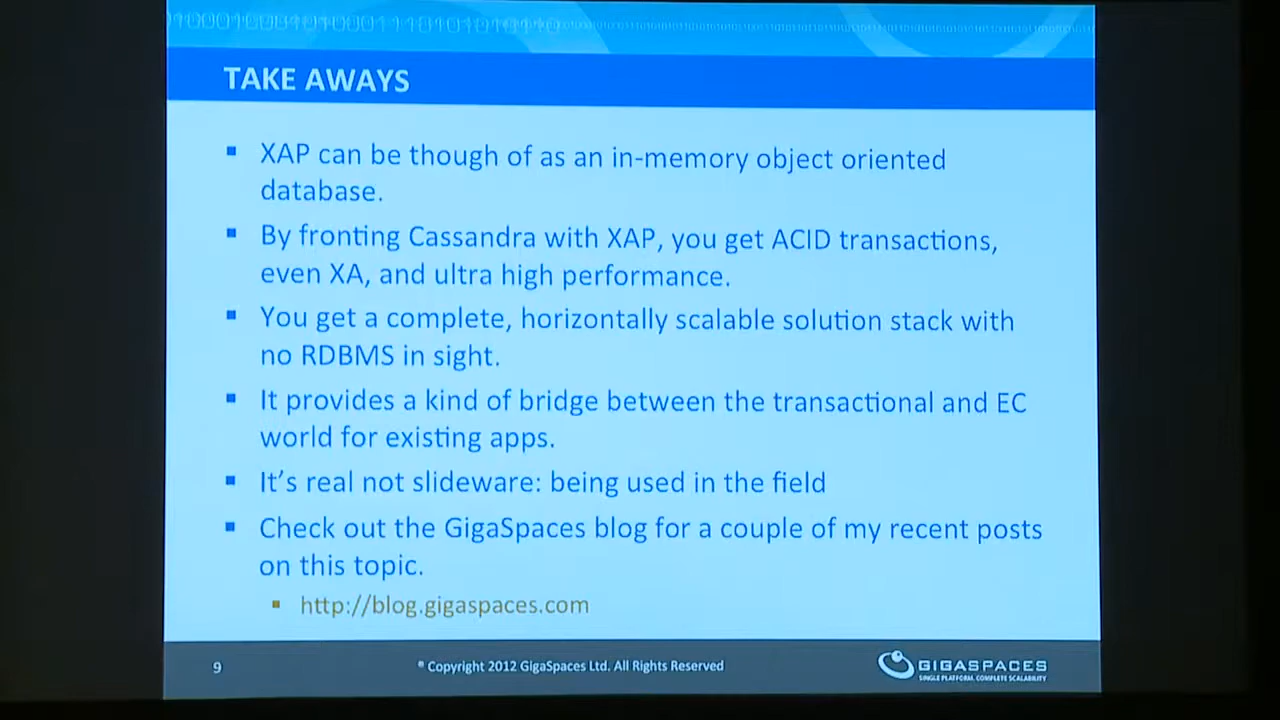 TAKE AWAYS
XAP can be though of as an in-memory object oriented
database.
By fronting Cassandra with XAP, you get ACID transactions,
even XA, and ultra high performance.
You get a complete, horizontally scalable solution stack with
no RDBMS in sight.
It provides a kind of bridge between the transactional and EC
world for existing apps.
It's real not slideware: being used in the field
Check out the GigaSpaces blog for a couple of my recent posts
on this topic.
http://blog.gigaspaces.com
9
® Copyright 2012 GigaSpaces Ltd. All Rights Reserved
GIGASPACES
SINGLE PLATFORM. COMPLETE SCALABILITY